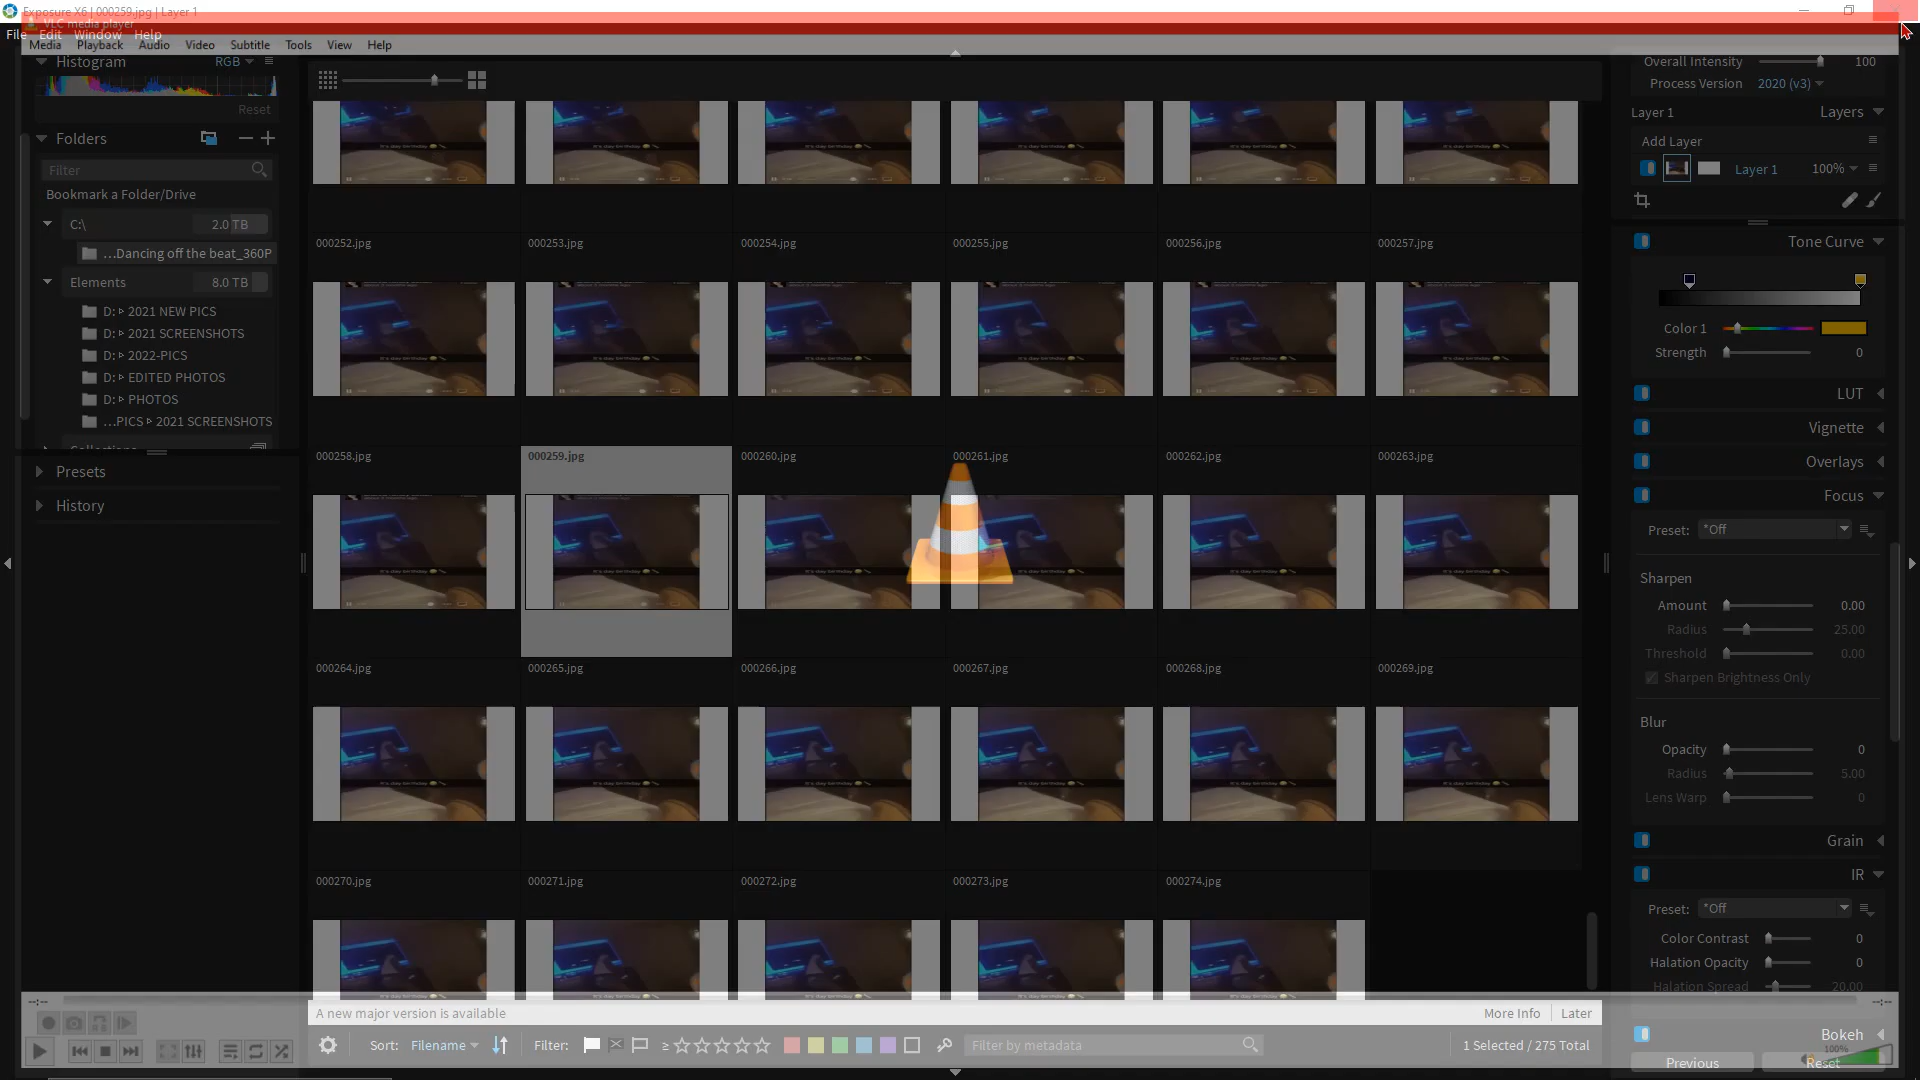 Exposure X6 | 000259.jpg | Layer 1
VLC media player
File Edit Window Help
Media Playback Audio Video Subtitle Tools View Help
Histogram RGB
Reset
Folders
Filter
Bookmark a Folder/Drive
C:\ 2.0 TB
...Dancing off the beat_360P
Elements 8.0 TB
D: ▸ 2021 NEW PICS
D: ▸ 2021 SCREENSHOTS
D: ▸ 2022-PICS
D: ▸ EDITED PHOTOS
D: ▸ PHOTOS
...PICS ▸ 2021 SCREENSHOTS
Collections
Presets
History
000252.jpg 000253.jpg 000254.jpg 000255.jpg 000256.jpg 000257.jpg
000258.jpg 000259.jpg 000260.jpg 000261.jpg 000262.jpg 000263.jpg
000264.jpg 000265.jpg 000266.jpg 000267.jpg 000268.jpg 000269.jpg
000270.jpg 000271.jpg 000272.jpg 000273.jpg 000274.jpg
Overall Intensity 100
Process Version 2020 (v3)
Layer 1 Layers
Add Layer
Layer 1 100%
Tone Curve
Color 1
Strength 0
LUT
Vignette
Overlays
Focus
Preset: *Off
Sharpen
Amount 0.00
Radius 25.00
Threshold 0.00
Sharpen Brightness Only
Blur
Opacity 0
Radius 5.00
Lens Warp 0
Grain
IR
Preset: *Off
Color Contrast 0
Halation Opacity 0
Halation Spread 20.00
Bokeh
100%
Previous Reset
--:-- --:--
A new major version is available More Info Later
Sort: Filename Filter: ≥ Filter by metadata 1 Selected / 275 Total